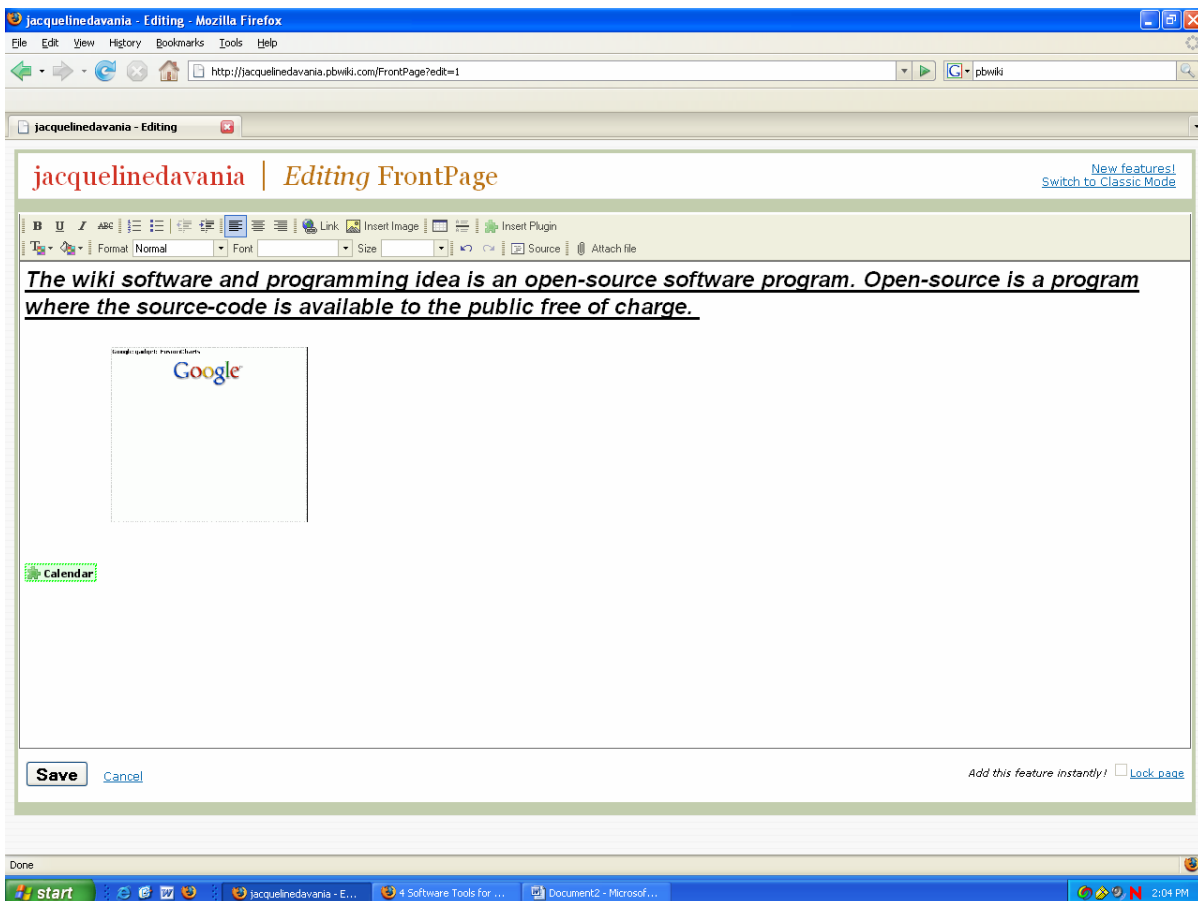 jacquelinedavania - Editing - Mozilla Firefox
File Edit View History Bookmarks Tools Help
http://jacquelinedavania.pbwiki.com/FrontPage?edit=1 G pbwiki
jacquelinedavania - Editing
jacquelinedavania | Editing FrontPage
New features!
Switch to Classic Mode
B U I ABC Link Insert Image Insert Plugin
Format Normal Font Size Source Attach file
The wiki software and programming idea is an open-source software program. Open-source is a program
where the source-code is available to the public free of charge.
Google gadget: FusionCharts
Google
Calendar
Save Cancel
Add this feature instantly! Lock page
Done
start jacquelinedavania - E... 4 Software Tools for ... Document2 - Microsof... 2:04 PM